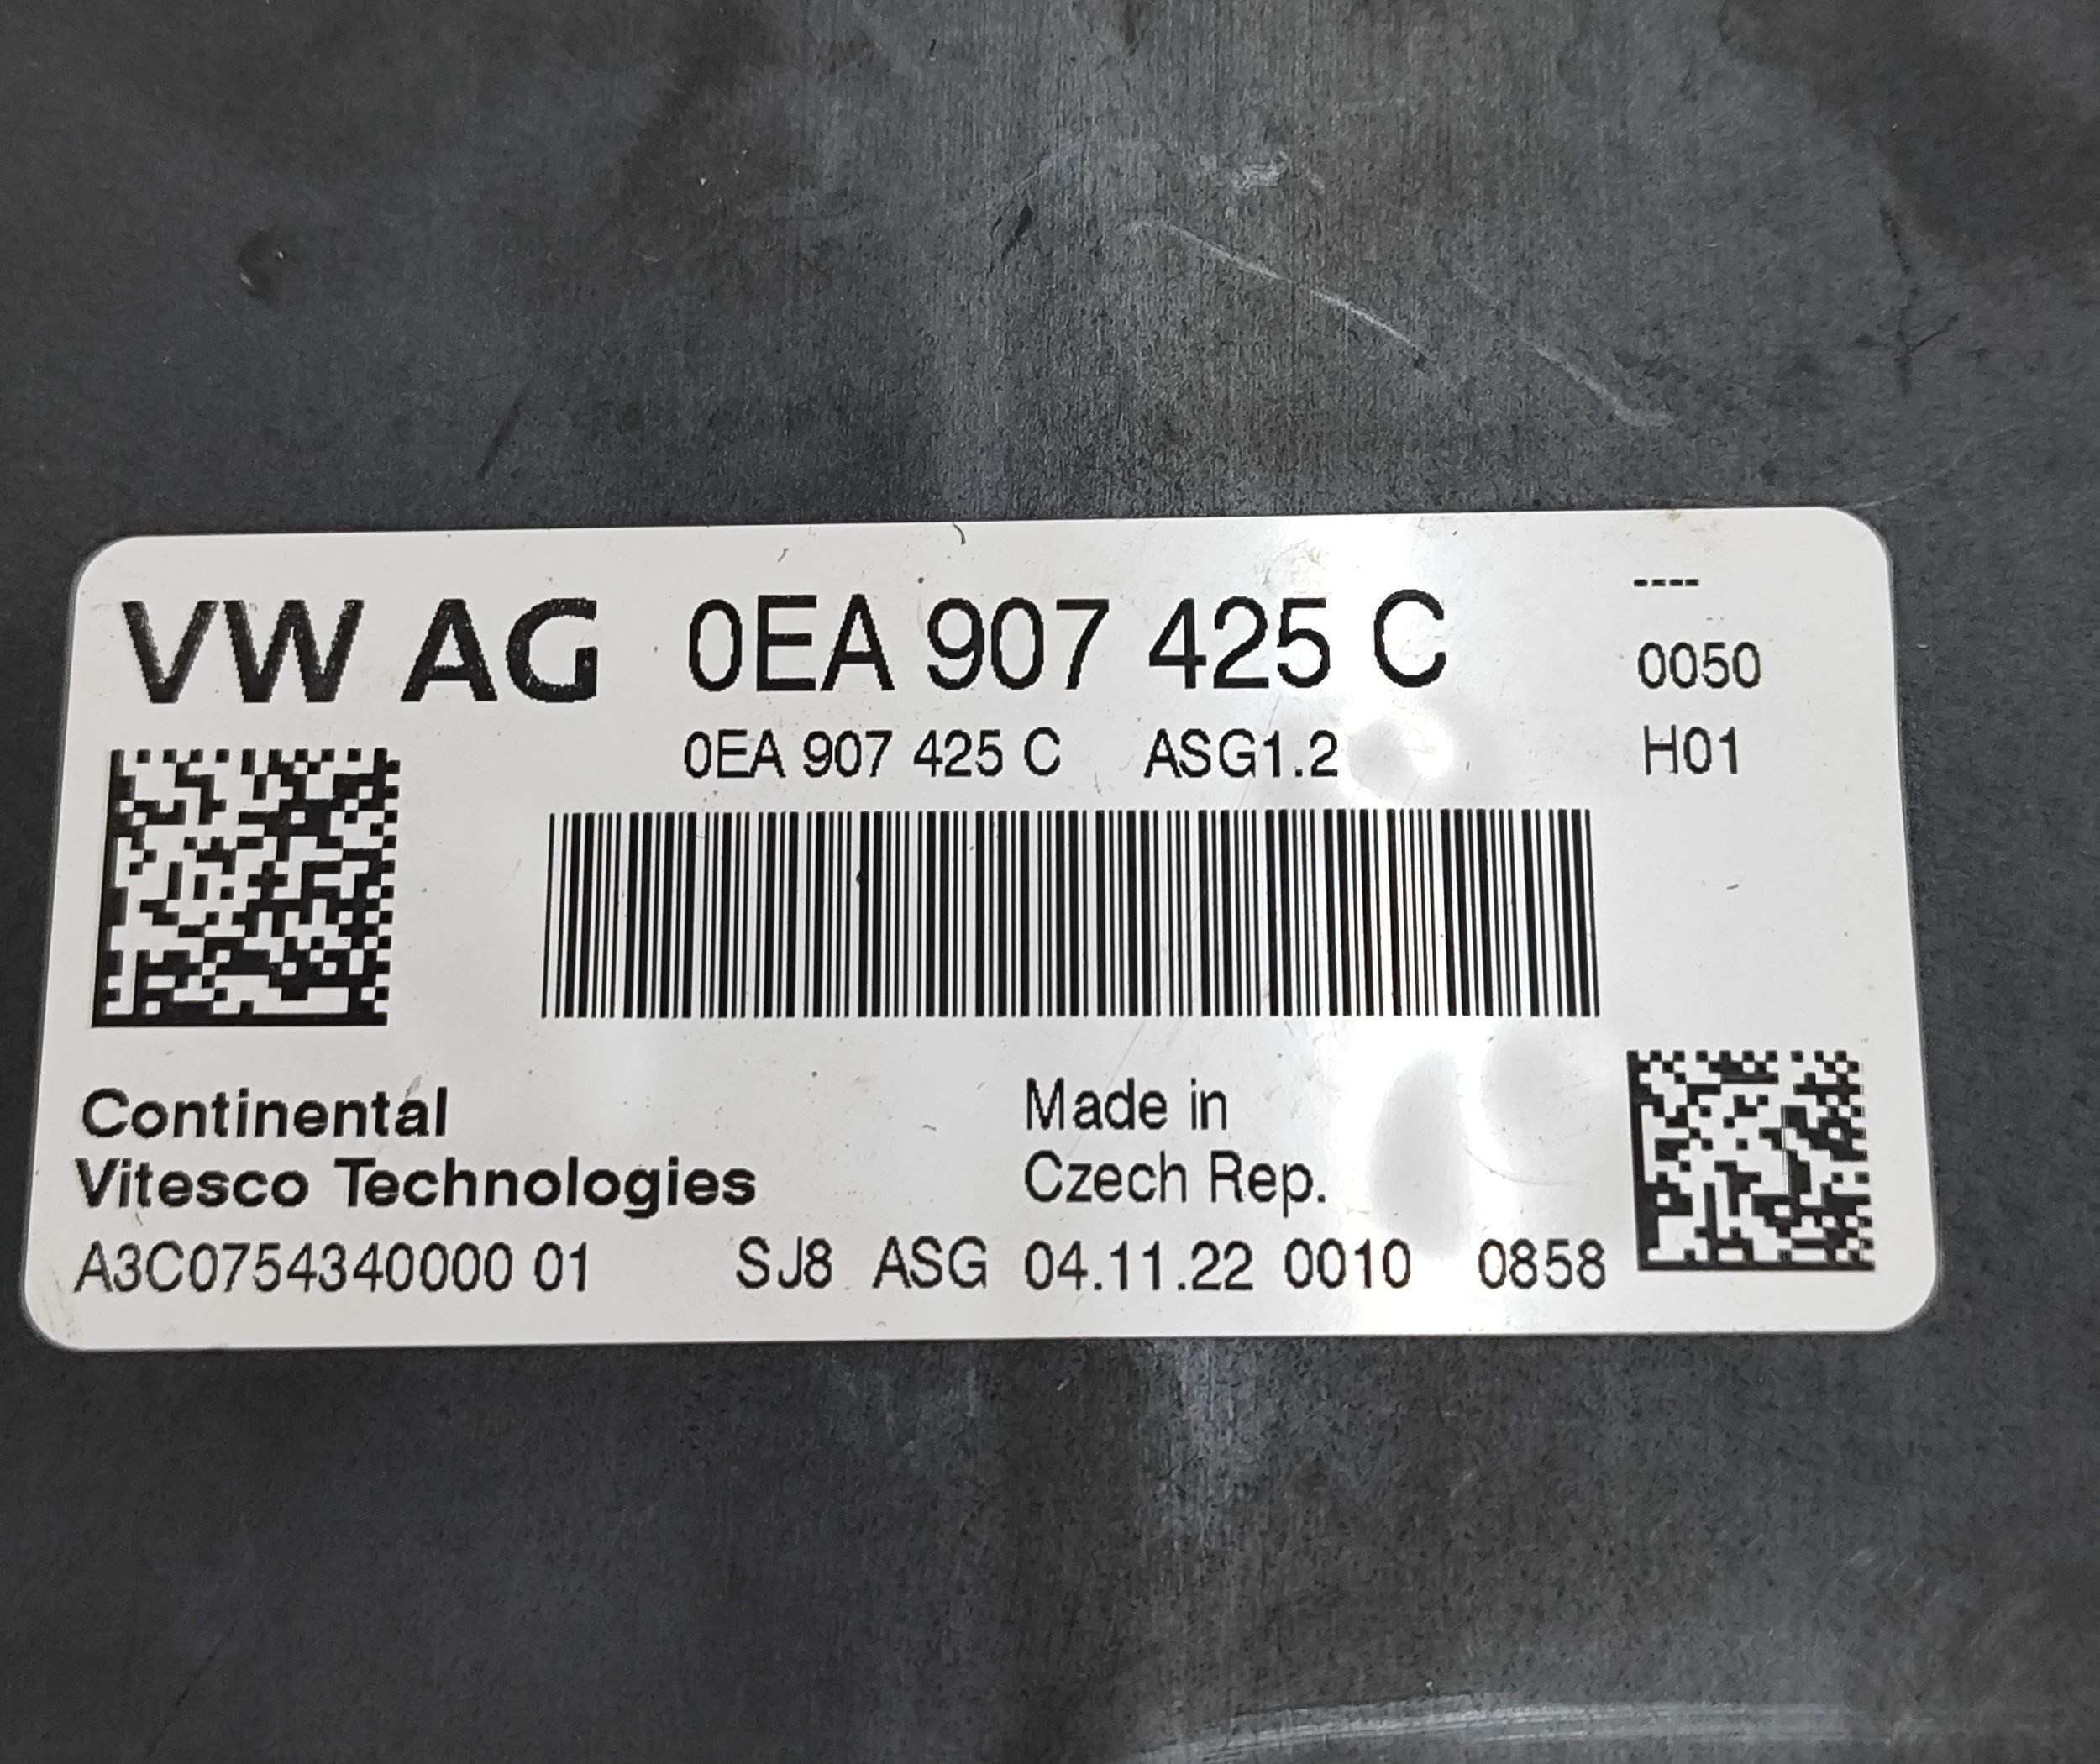 VW AG 0EA 907 425 C ----
0050
0EA 907 425 C ASG1.2 H01
Continental
Vitesco Technologies
Made in
Czech Rep.
A3C0754340000 01 SJ8 ASG 04.11.22 0010 0858